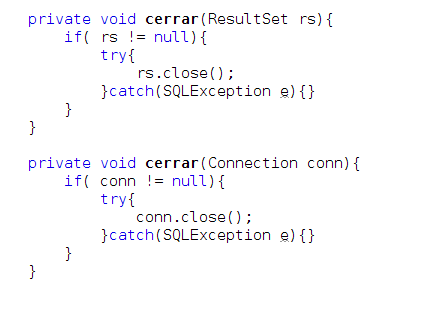 private void cerrar(ResultSet rs){
    if( rs != null){
        try{
            rs.close();
        }catch(SQLException e){}
    }
}

private void cerrar(Connection conn){
    if( conn != null){
        try{
            conn.close();
        }catch(SQLException e){}
    }
}